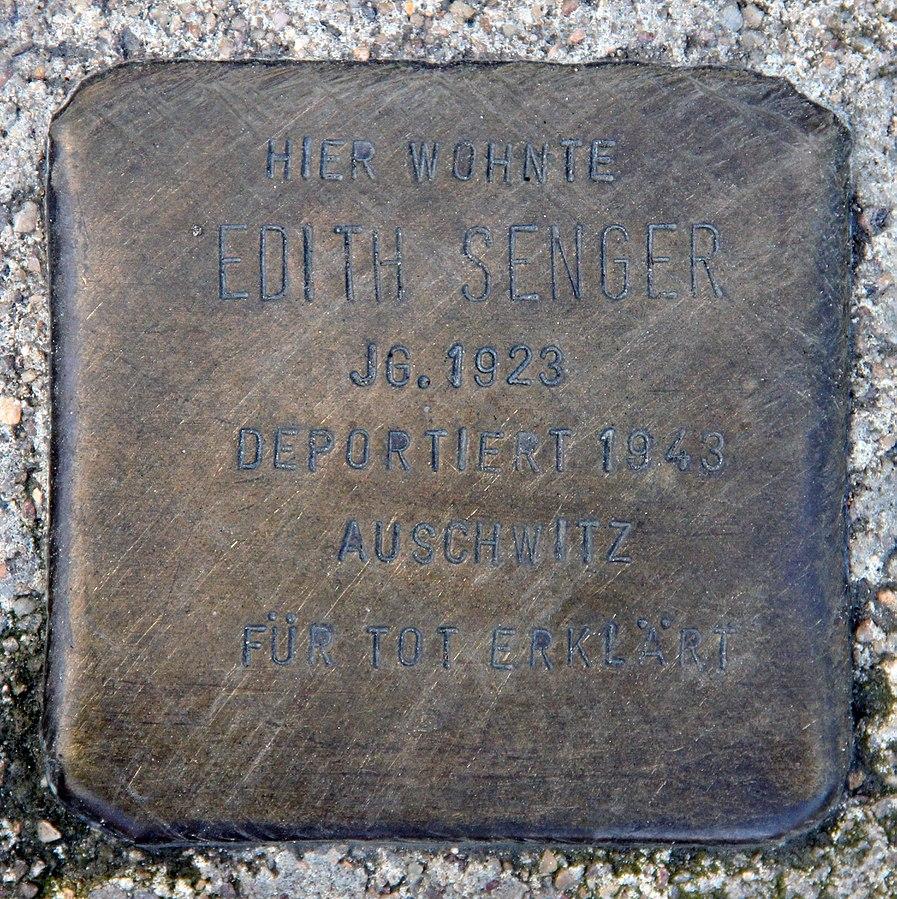 HIER WOHNTE
EDITH SENGER
JG. 1923
DEPORTIERT 1943
AUSCHWITZ
FÜR TOT ERKLÄRT